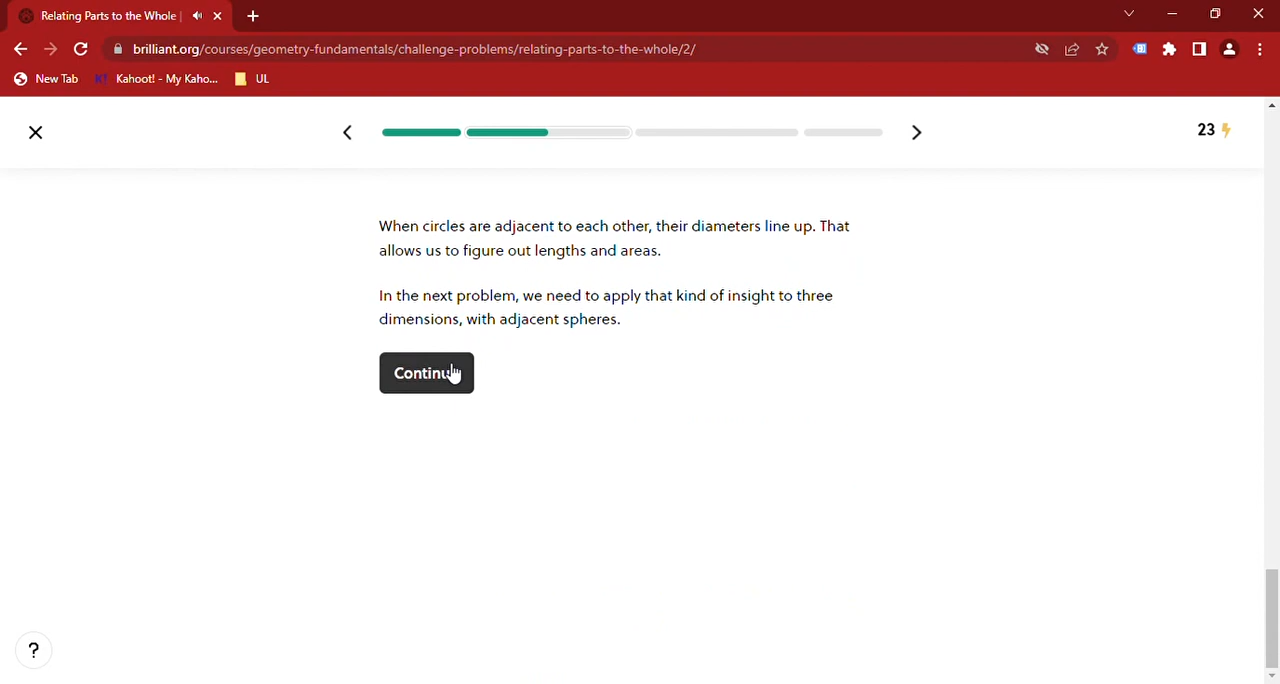 Relating Parts to the Whole |
brilliant.org/courses/geometry-fundamentals/challenge-problems/relating-parts-to-the-whole/2/
New Tab
K! Kahoot! - My Kaho...
UL
23
When circles are adjacent to each other, their diameters line up. That
allows us to figure out lengths and areas.
In the next problem, we need to apply that kind of insight to three
dimensions, with adjacent spheres.
Continue
?